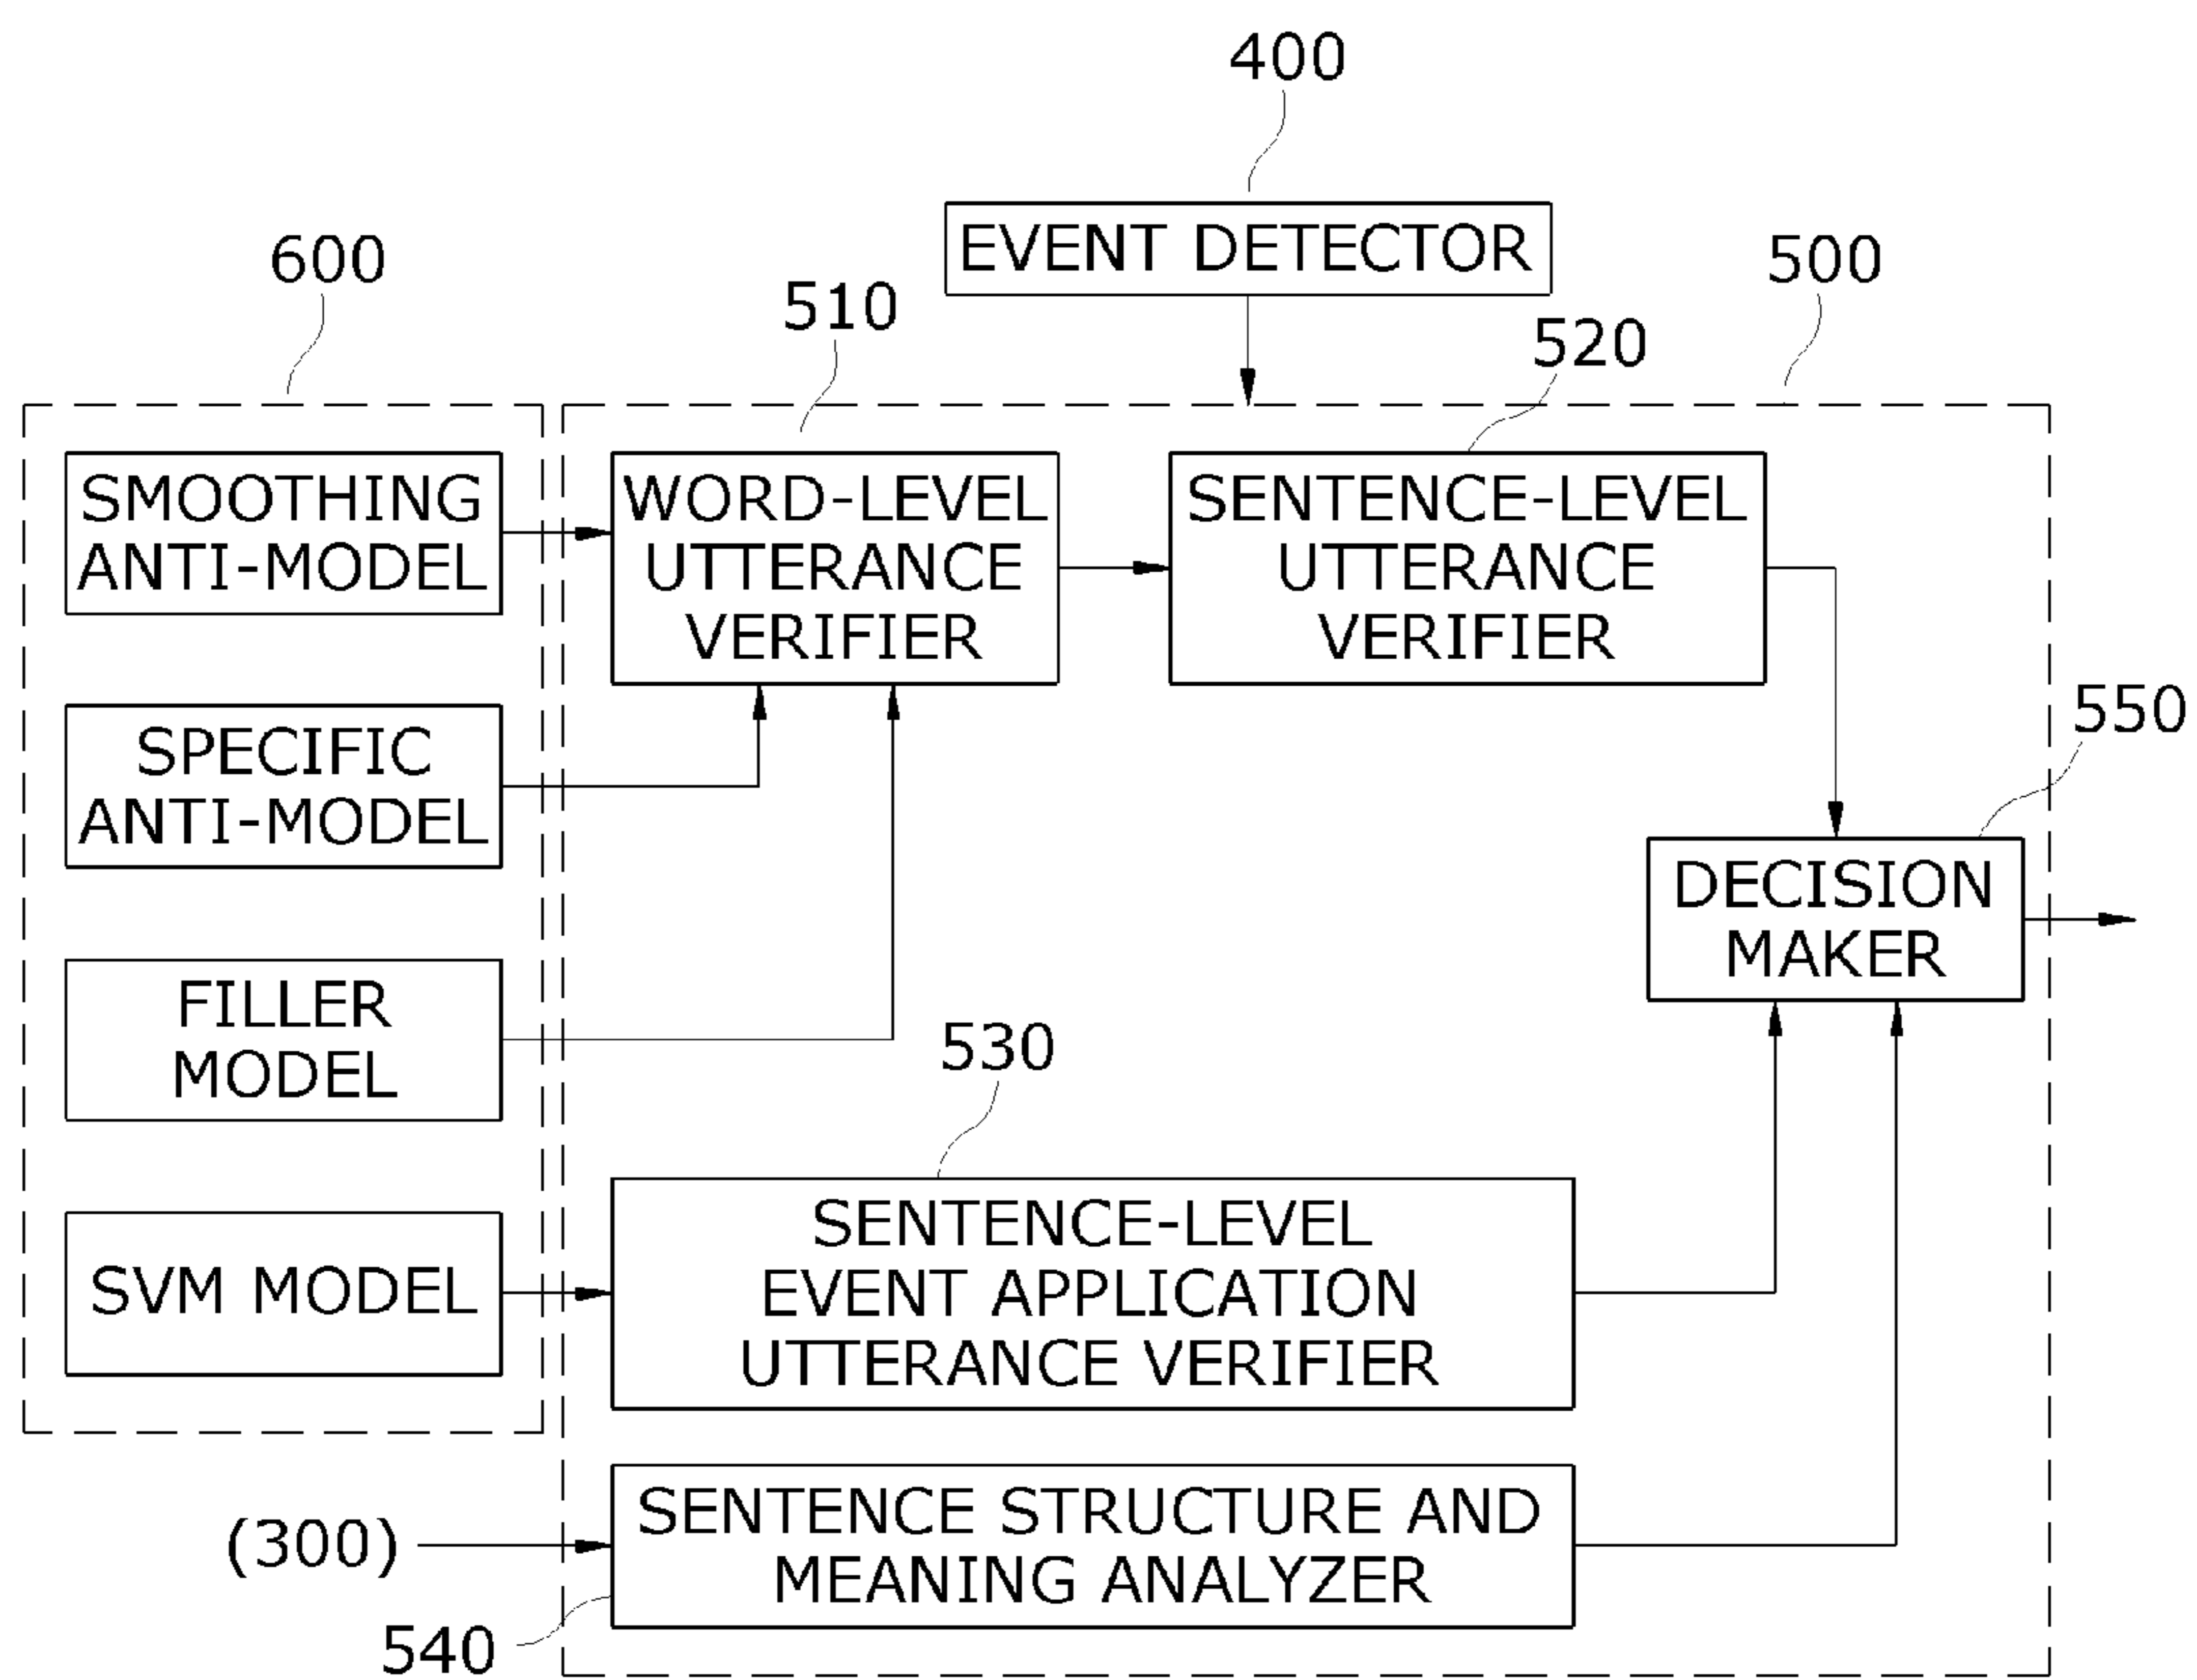 400
EVENT DETECTOR
600
510
520
500
SMOOTHING
ANTI-MODEL
WORD-LEVEL
UTTERANCE
VERIFIER
SENTENCE-LEVEL
UTTERANCE
VERIFIER
SPECIFIC
ANTI-MODEL
550
DECISION
MAKER
FILLER
MODEL
530
SVM MODEL
SENTENCE-LEVEL
EVENT APPLICATION
UTTERANCE VERIFIER
(300)
SENTENCE STRUCTURE AND
MEANING ANALYZER
540